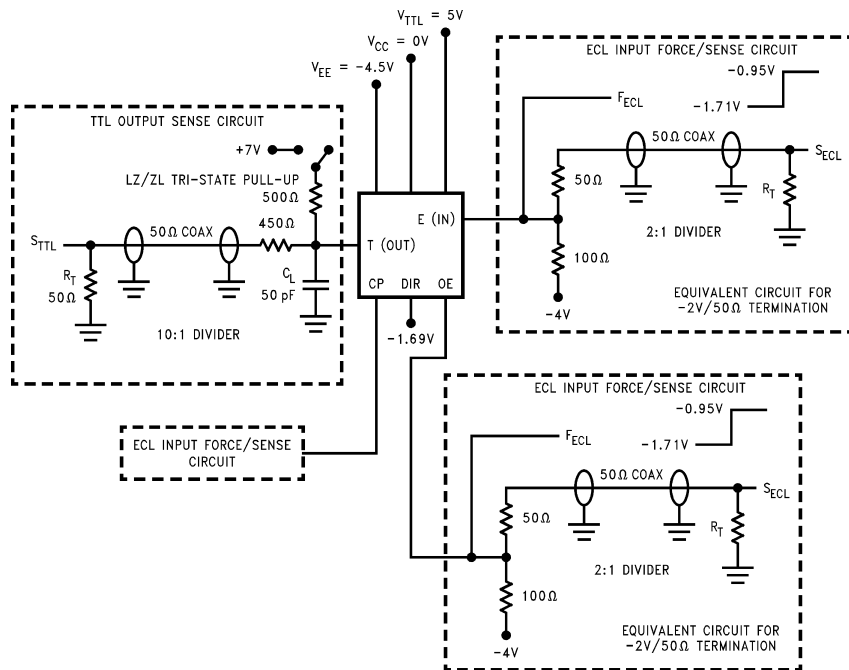 V_TTL = 5V
V_CC = 0V
V_EE = -4.5V
TTL OUTPUT SENSE CIRCUIT
+7V
LZ/ZL TRI-STATE PULL-UP
500Ω
450Ω
50Ω COAX
S_TTL
R_T
50Ω
C_L
50 pF
10:1 DIVIDER
E (IN)
T (OUT)
CP DIR OE
-1.69V
ECL INPUT FORCE/SENSE CIRCUIT
-0.95V
-1.71V
F_ECL
50Ω COAX
S_ECL
50Ω
R_T
2:1 DIVIDER
100Ω
-4V
EQUIVALENT CIRCUIT FOR
-2V/50Ω TERMINATION
ECL INPUT FORCE/SENSE
CIRCUIT
ECL INPUT FORCE/SENSE CIRCUIT
-0.95V
-1.71V
F_ECL
50Ω COAX
S_ECL
50Ω
R_T
2:1 DIVIDER
100Ω
-4V
EQUIVALENT CIRCUIT FOR
-2V/50Ω TERMINATION